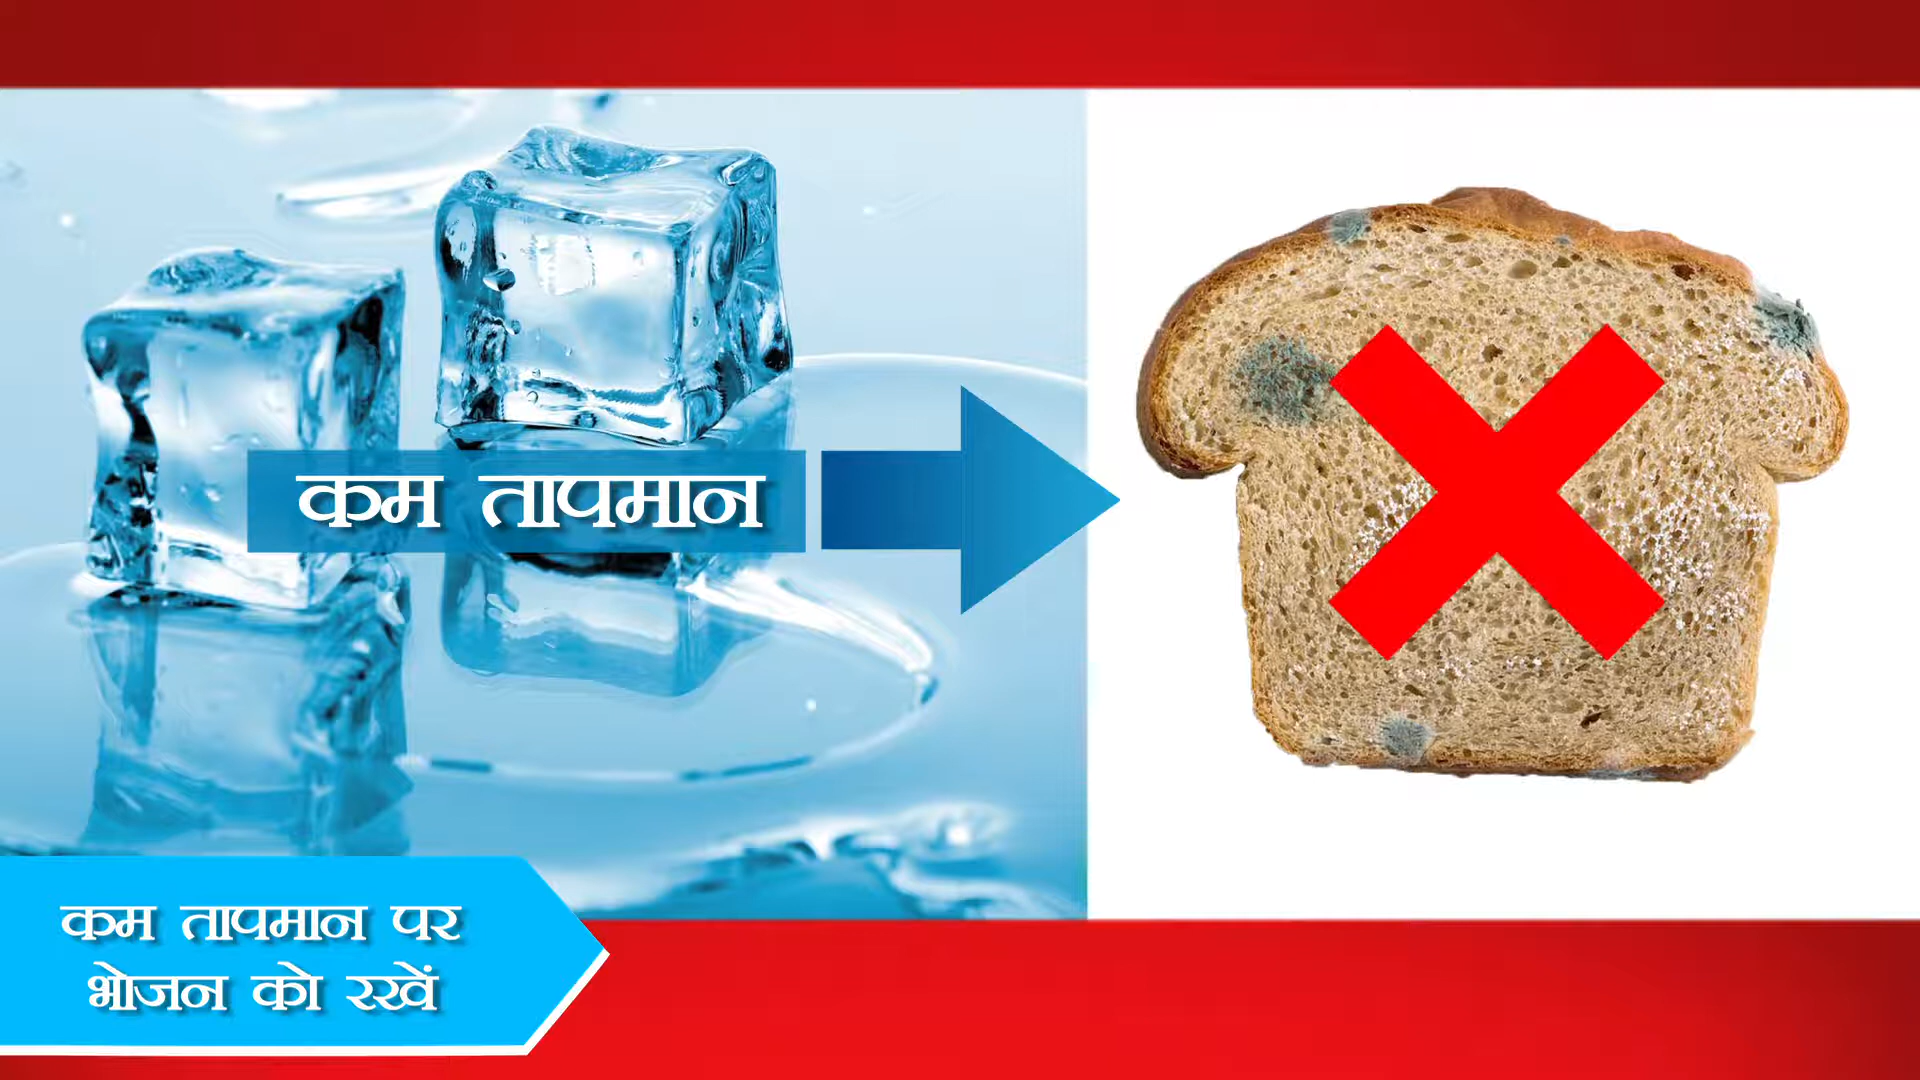 कम तापमान
कम तापमान पर
भोजन को रखें